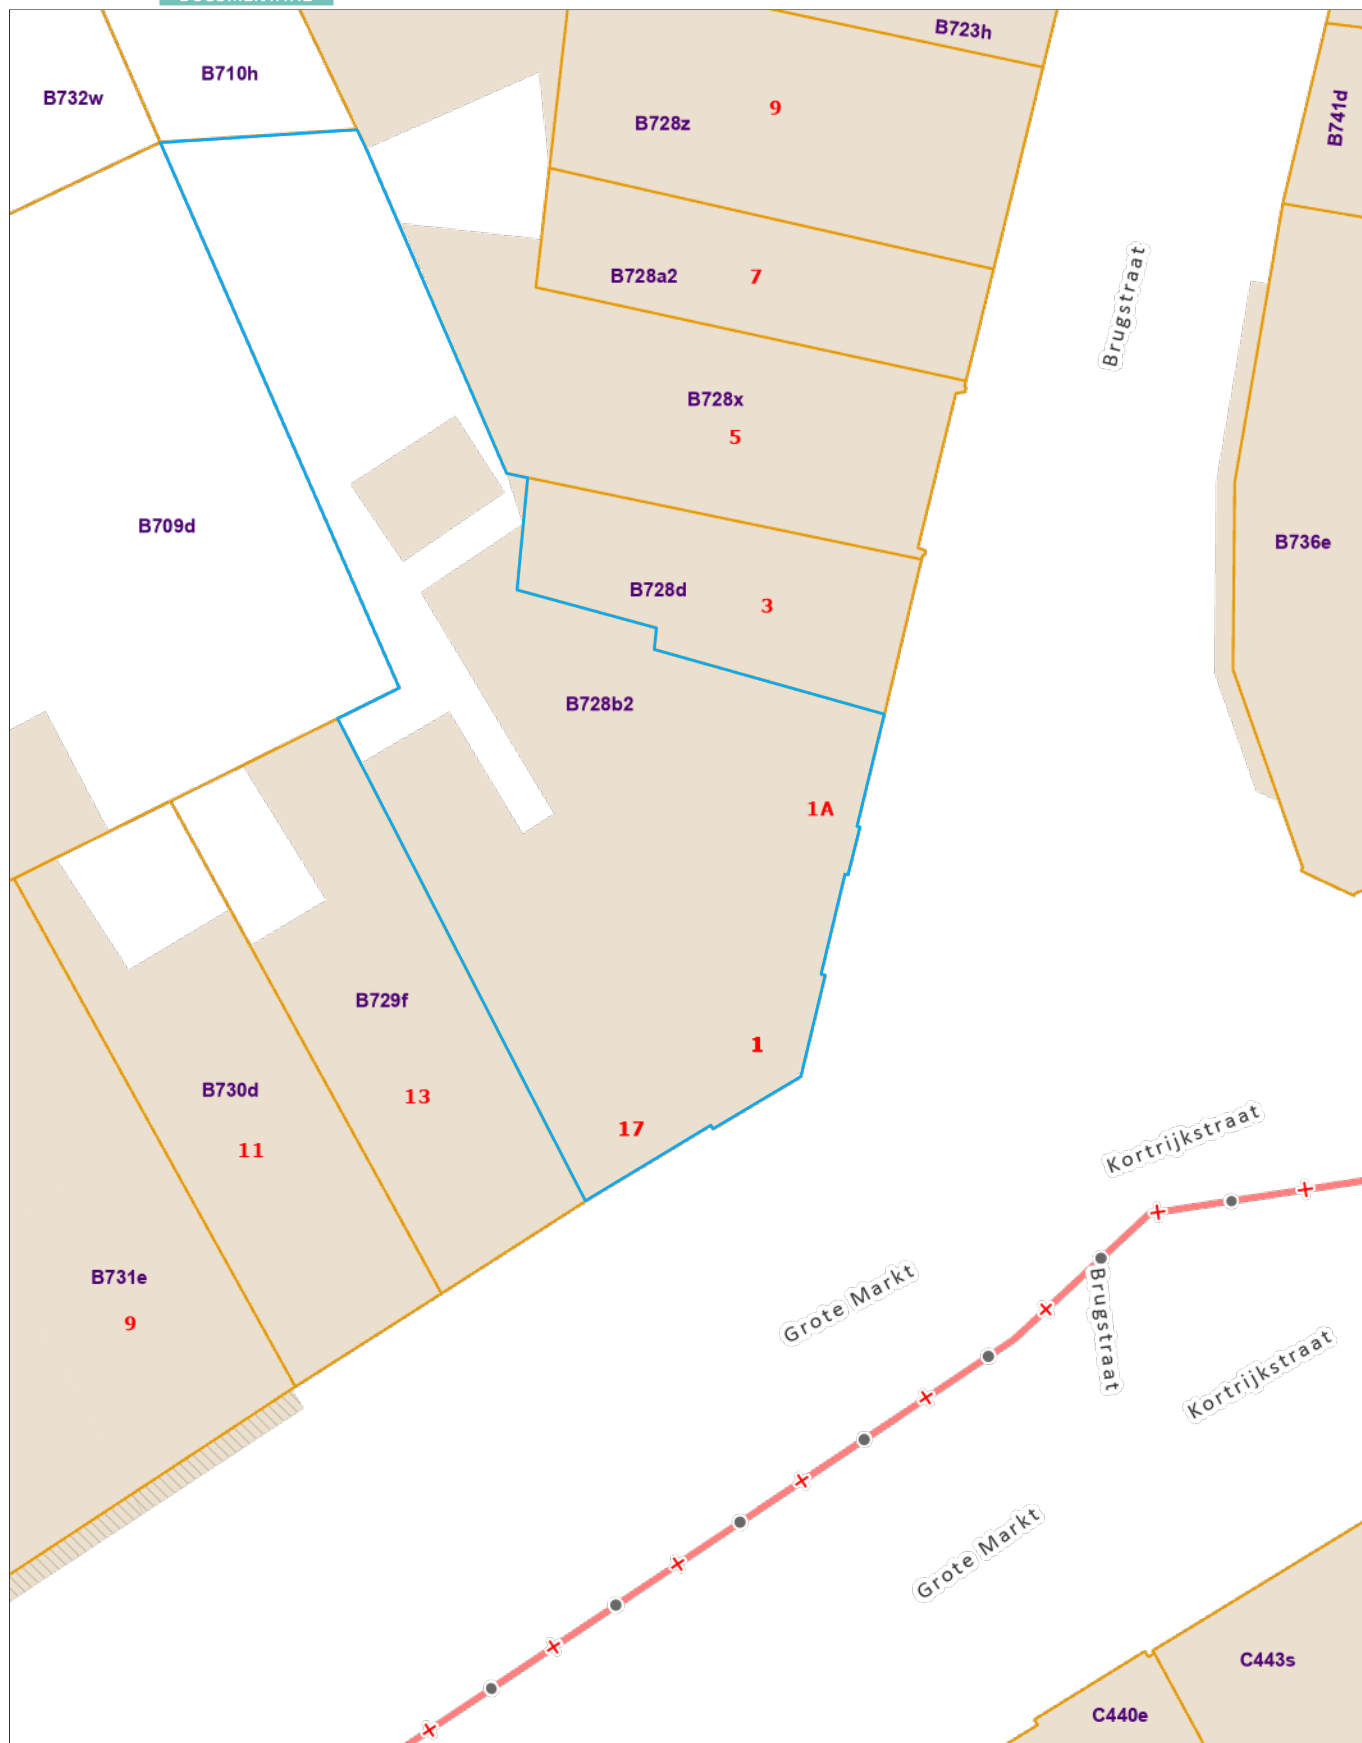 B723h
B710h
B732w
9
B741d
B728z
B728a2
7
Brugstraat
B728x
5
B709d
B736e
B728d
3
B728b2
1A
B729f
1
B730d
13
17
11
Kortrijkstraat
B731e
9
Grote Markt
Brugstraat
Kortrijkstraat
Grote Markt
C443s
C440e